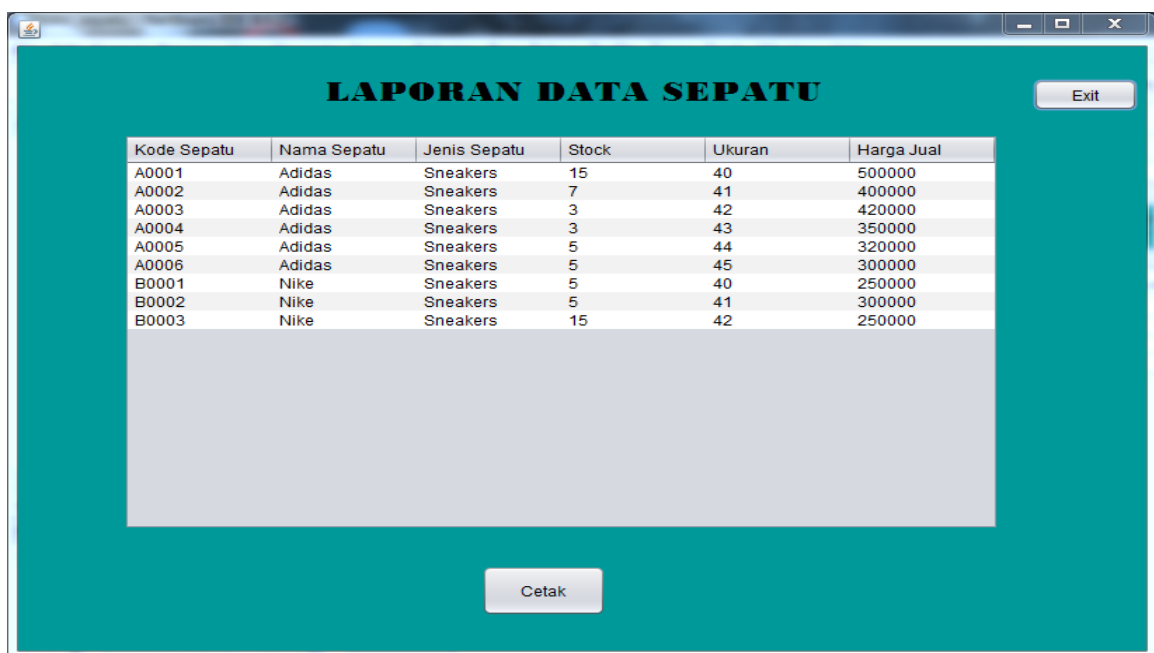 LAPORAN DATA SEPATU
Exit
Kode Sepatu Nama Sepatu Jenis Sepatu Stock Ukuran Harga Jual
A0001 Adidas Sneakers 15 40 500000
A0002 Adidas Sneakers 7 41 400000
A0003 Adidas Sneakers 3 42 420000
A0004 Adidas Sneakers 3 43 350000
A0005 Adidas Sneakers 5 44 320000
A0006 Adidas Sneakers 5 45 300000
B0001 Nike Sneakers 5 40 250000
B0002 Nike Sneakers 5 41 300000
B0003 Nike Sneakers 15 42 250000
Cetak